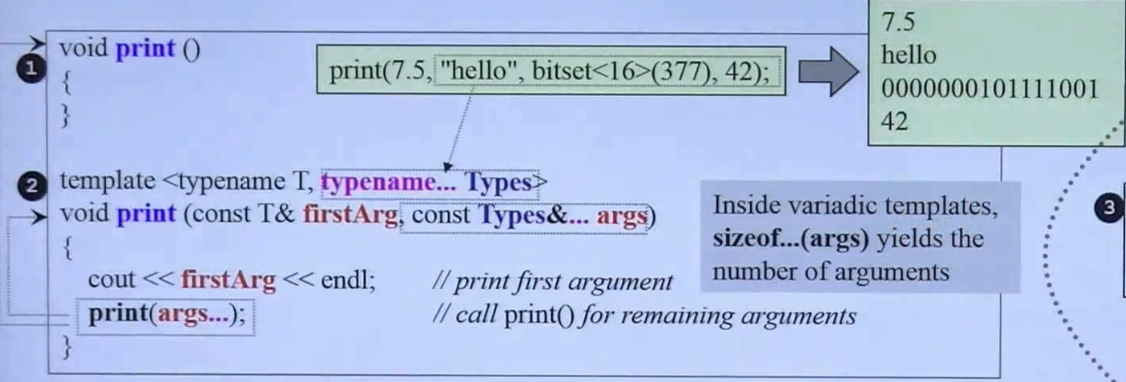 1
void print ()
{
}
print(7.5, "hello", bitset<16>(377), 42);
7.5
hello
0000000101111001
42
2
template <typename T, typename... Types>
void print (const T& firstArg, const Types&... args)
{
cout << firstArg << endl; // print first argument
print(args...); // call print() for remaining arguments
}
Inside variadic templates,
sizeof...(args) yields the
number of arguments
3